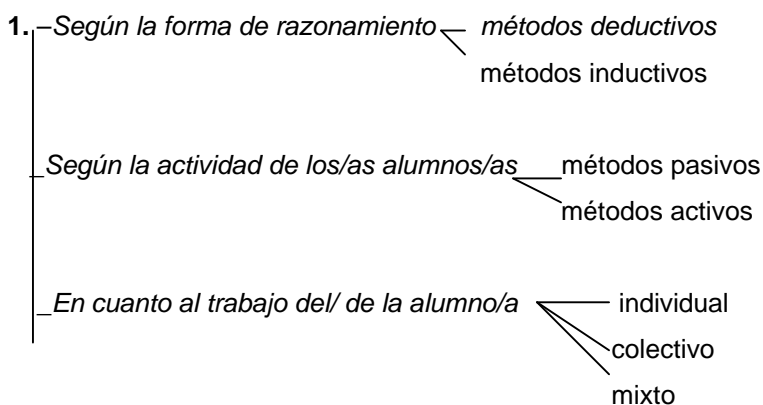 1. –Según la forma de razonamiento métodos deductivos
métodos inductivos
_Según la actividad de los/as alumnos/as métodos pasivos
métodos activos
_En cuanto al trabajo del/ de la alumno/a individual
colectivo
mixto